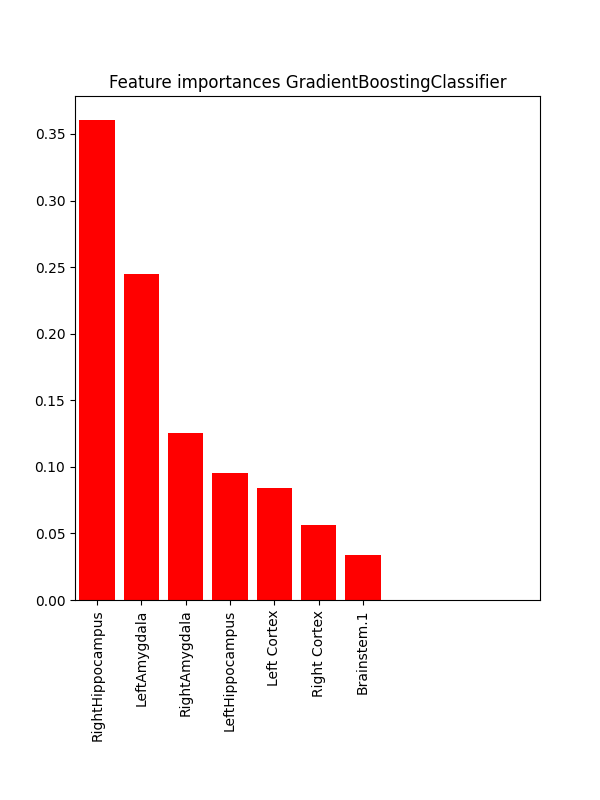 Feature importances GradientBoostingClassifier
0.35
0.30
0.25
0.20
0.15
0.10
0.05
0.00
RightHippocampus
LeftAmygdala
RightAmygdala
LeftHippocampus
Left Cortex
Right Cortex
Brainstem.1